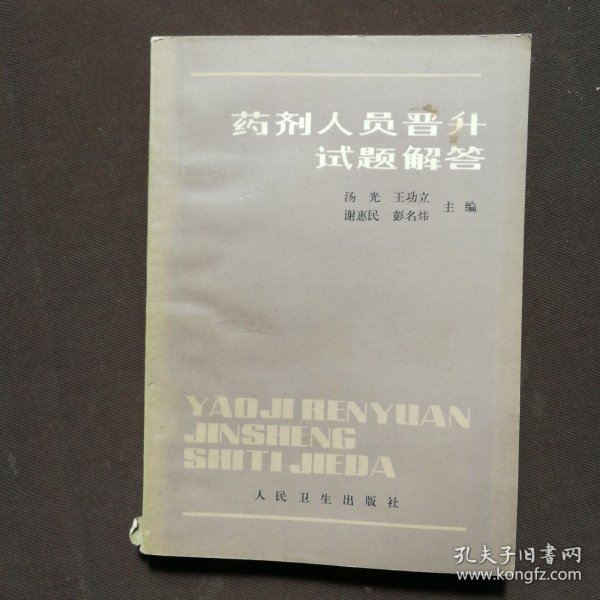 药剂人员晋升
试题解答
汤光 王功立
谢惠民 彭名炜 主编
YAOJI RENYUAN
JINSHENG
SHITI JIEDA
人民卫生出版社
孔夫子旧书网
www.kongfz.com